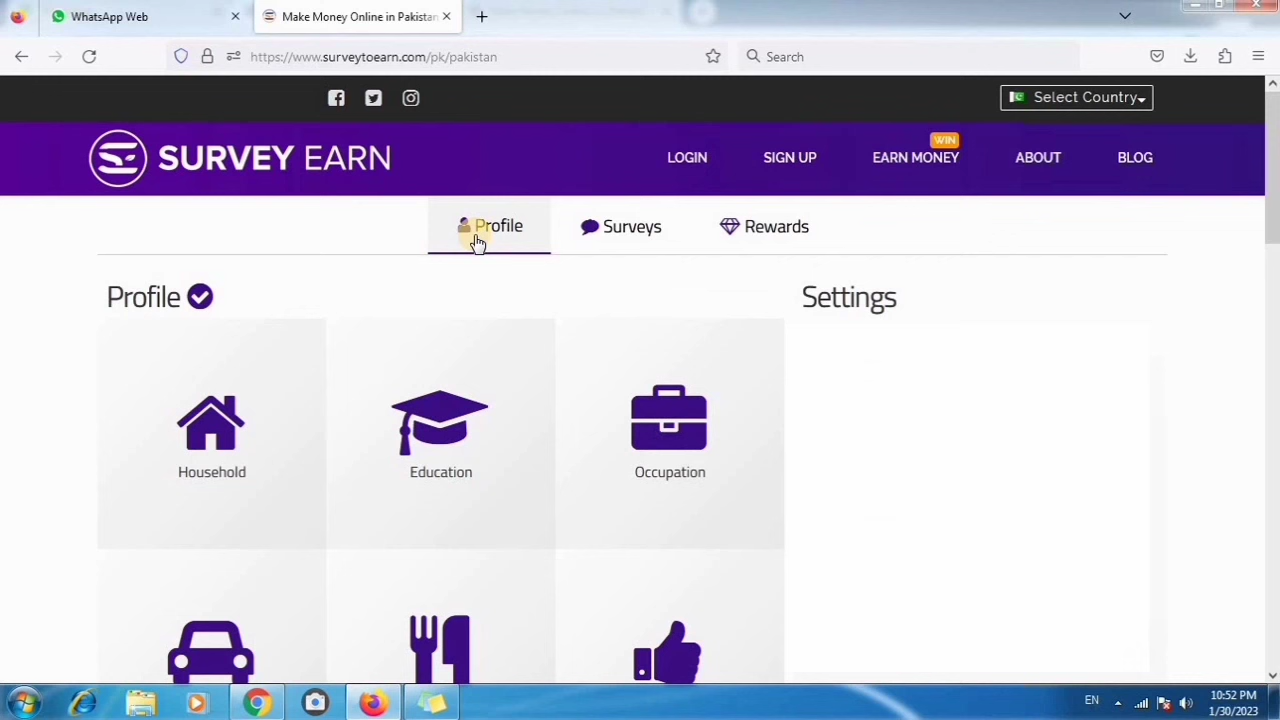 WhatsApp Web
Make Money Online in Pakistan
https://www.surveytoearn.com/pk/pakistan
Search
Select Country
SURVEY EARN
LOGIN
SIGN UP
WIN
EARN MONEY
ABOUT
BLOG
Profile
Surveys
Rewards
Profile
Settings
Household
Education
Occupation
EN
10:52 PM
1/30/2023